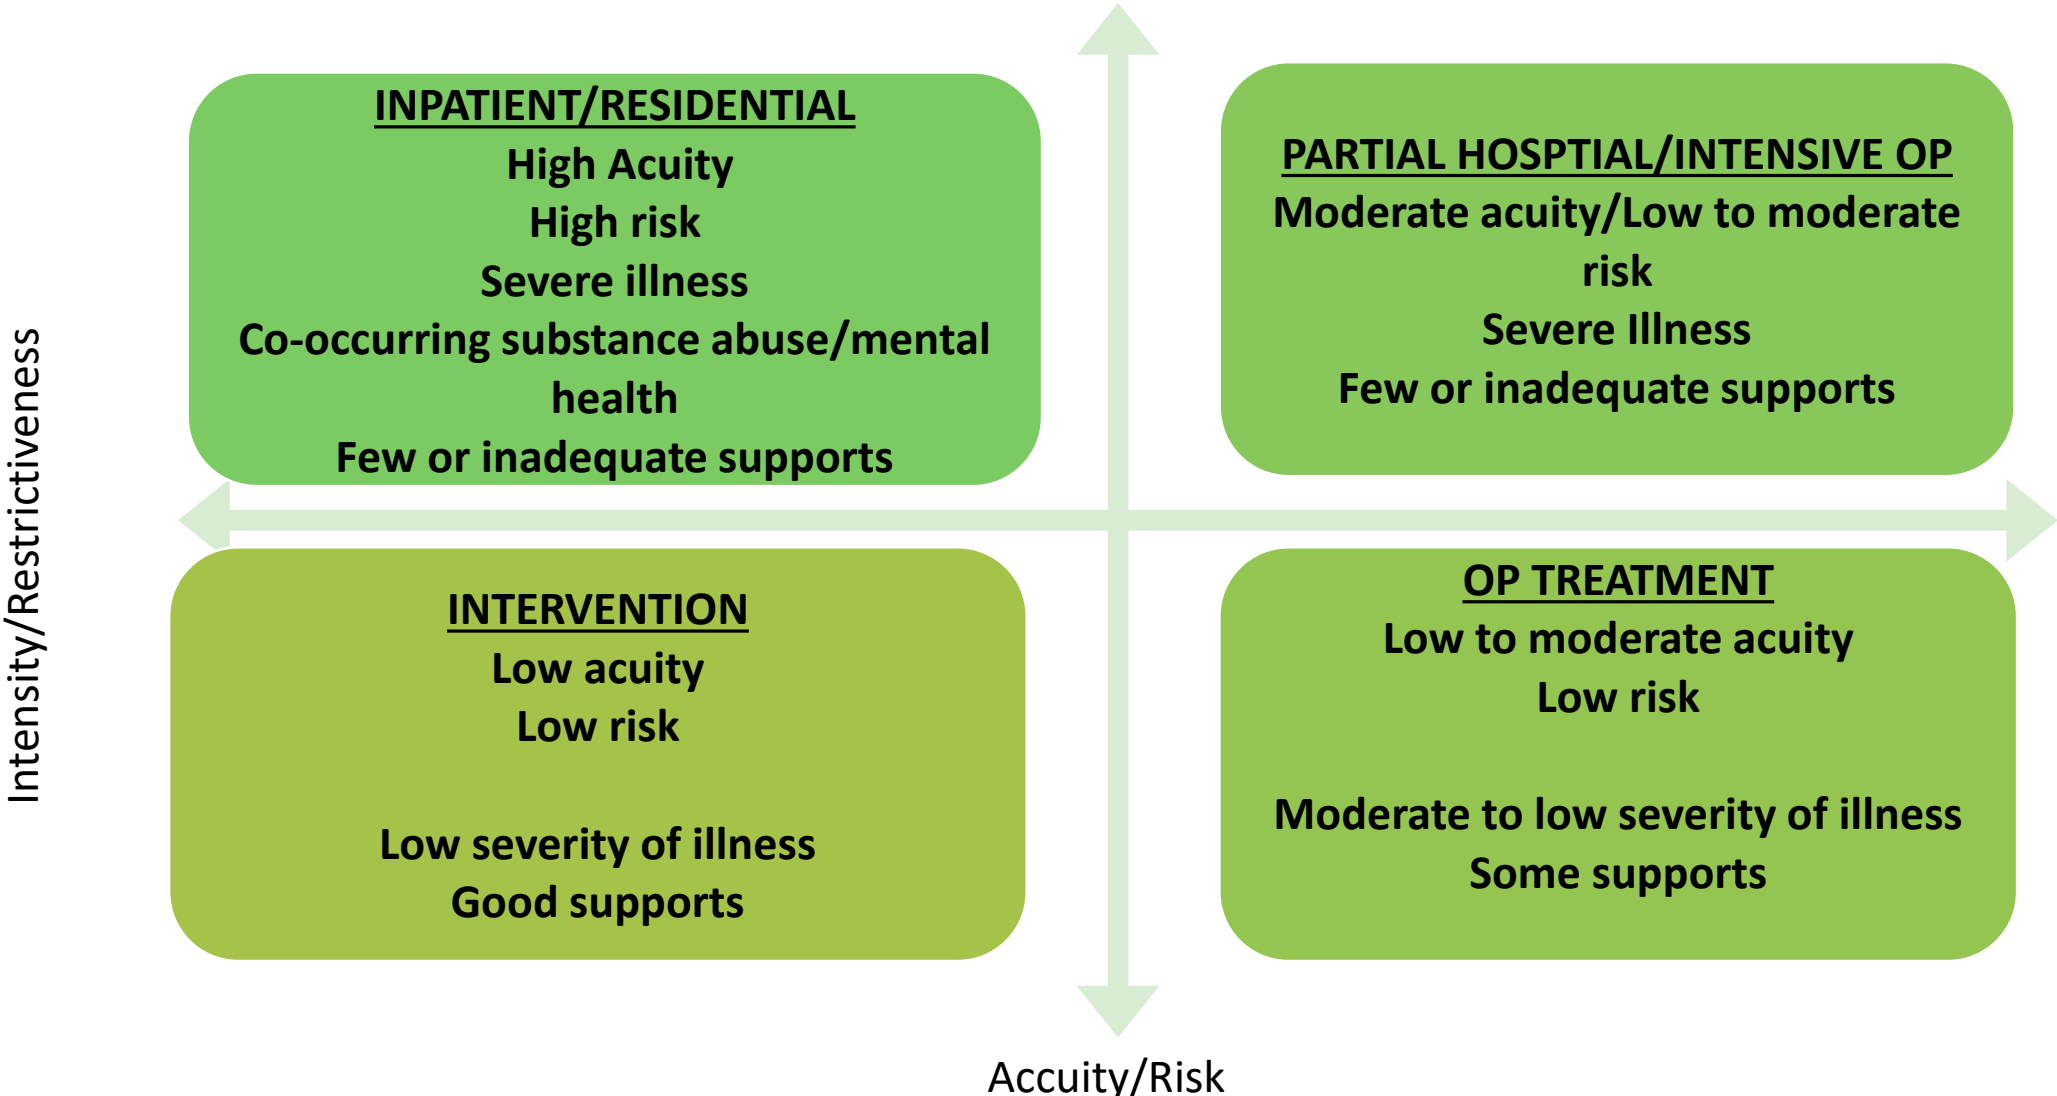 INPATIENT/RESIDENTIAL
High Acuity
High risk
Severe illness
Co-occurring substance abuse/mental
health
Few or inadequate supports
PARTIAL HOSPTIAL/INTENSIVE OP
Moderate acuity/Low to moderate
risk
Severe Illness
Few or inadequate supports
Intensity/Restrictiveness
INTERVENTION
Low acuity
Low risk
Low severity of illness
Good supports
OP TREATMENT
Low to moderate acuity
Low risk
Moderate to low severity of illness
Some supports
Accuity/Risk